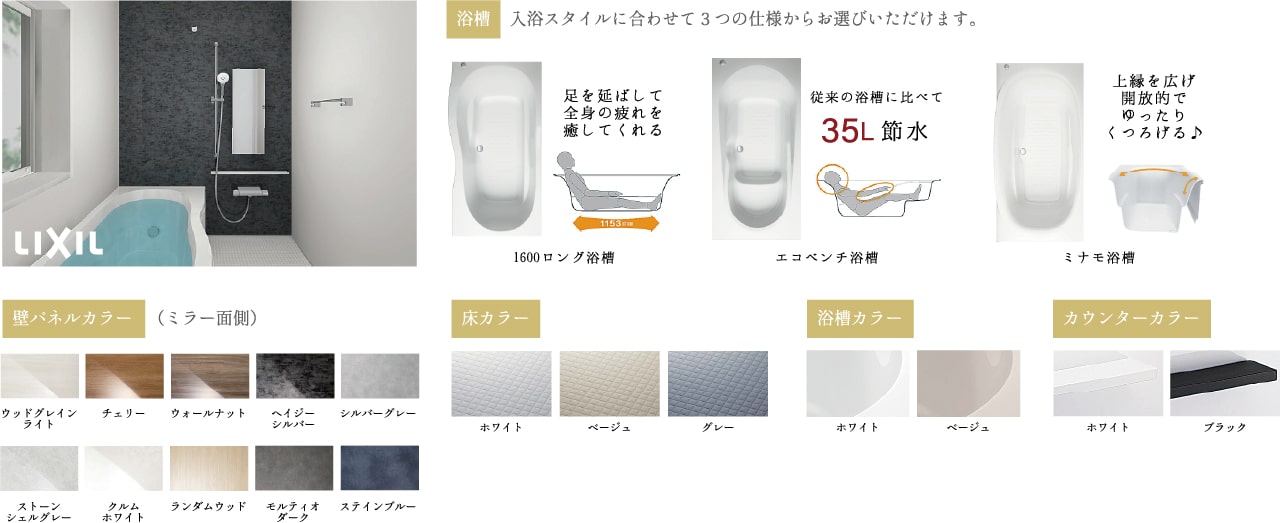 LIXIL
浴槽
入浴スタイルに合わせて3つの仕様からお選びいただけます。
足を延ばして
全身の疲れを
癒してくれる
1153mm
1600ロング浴槽
従来の浴槽に比べて
35L節水
エコベンチ浴槽
上縁を広げ
開放的で
ゆったり
くつろげる♪
ミナモ浴槽
壁パネルカラー
(ミラー面側)
ウッドグレイン
ライト
チェリー
ウォールナット
ヘイジー
シルバー
シルバーグレー
ストーン
シェルグレー
クルム
ホワイト
ランダムウッド
モルティオ
ダーク
ステインブルー
床カラー
ホワイト
ベージュ
グレー
浴槽カラー
ホワイト
ベージュ
カウンターカラー
ホワイト
ブラック